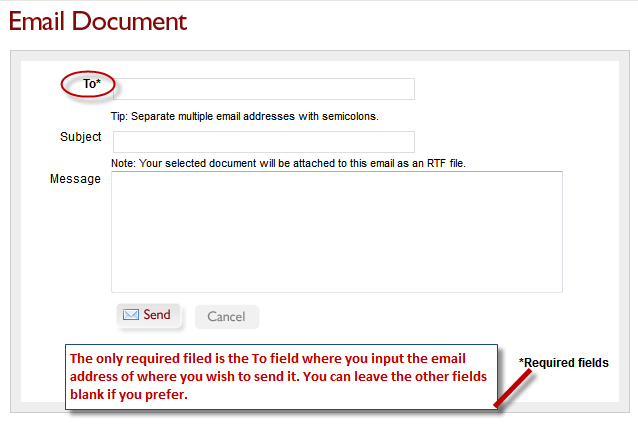 Email Document
To*
Tip: Separate multiple email addresses with semicolons.
Subject
Note: Your selected document will be attached to this email as an RTF file.
Message
Send
Cancel
The only required filed is the To field where you input the email
address of where you wish to send it. You can leave the other fields
blank if you prefer.
*Required fields